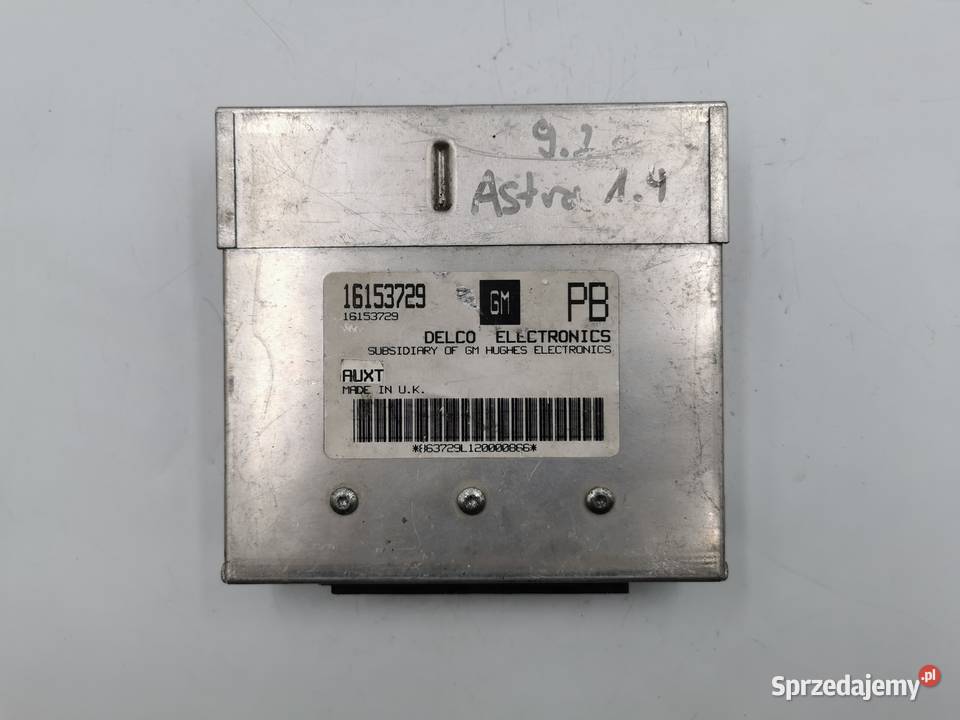 9.2
Astra 1.4
16153729 GM PB
16153729
DELCO ELECTRONICS
SUBSIDIARY OF GM HUGHES ELECTRONICS
AUXT
MADE IN U.K.
Sprzedajemy.pl